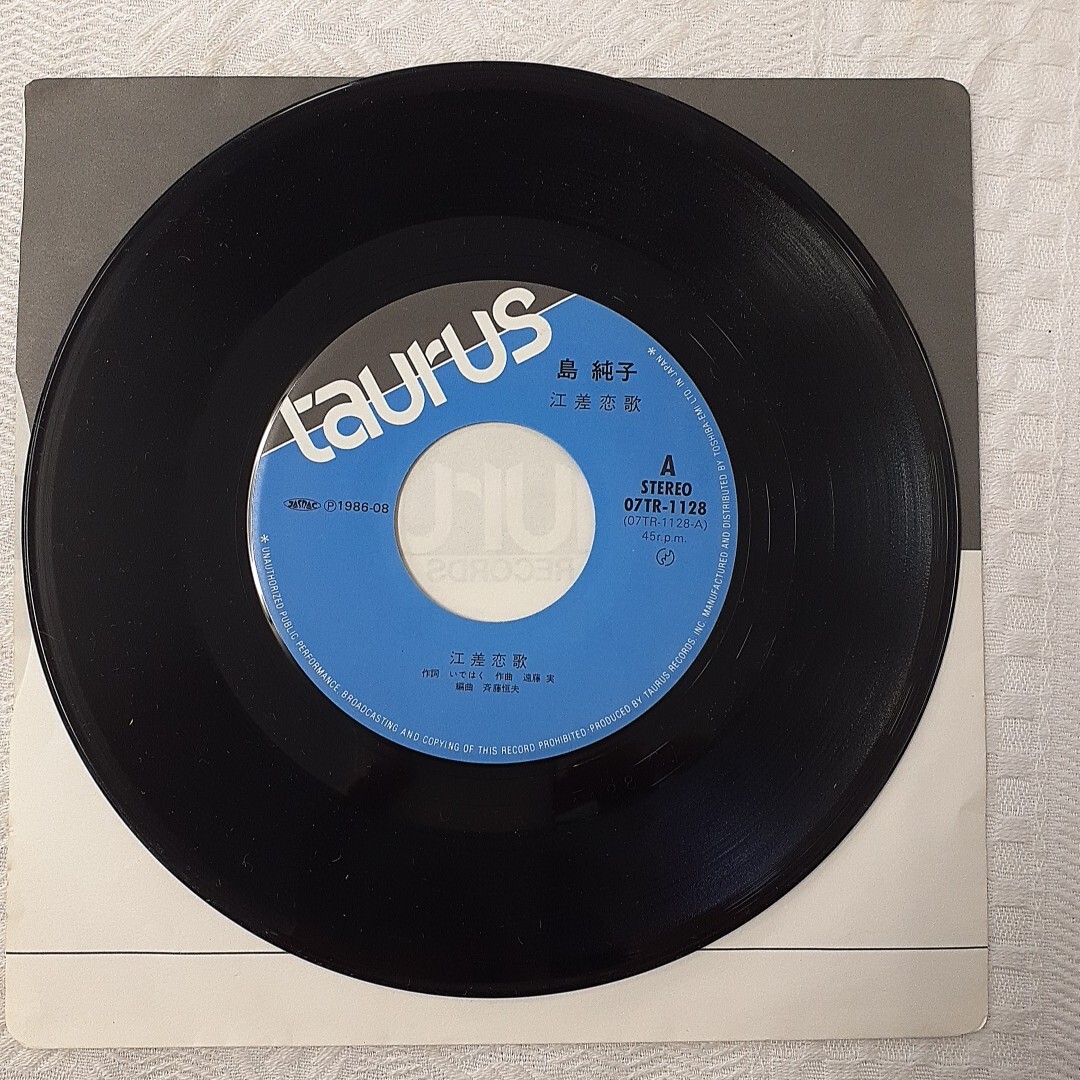 taurus
島 純子
江差恋歌
A
STEREO
07TR-1128
(07TR-1128-A)
45r.p.m.
JASRAC Ⓟ1986-08
江差恋歌
作詞 いではく 作曲 遠藤 実
編曲 斉藤恒夫
* UNAUTHORIZED PUBLIC PERFORMANCE, BROADCASTING AND COPYING OF THIS RECORD PROHIBITED·PRODUCED BY TAURUS RECORDS, INC. MANUFACTURED AND DISTRIBUTED BY TOSHIBA-EMI LTD IN JAPAN *
RECORDS